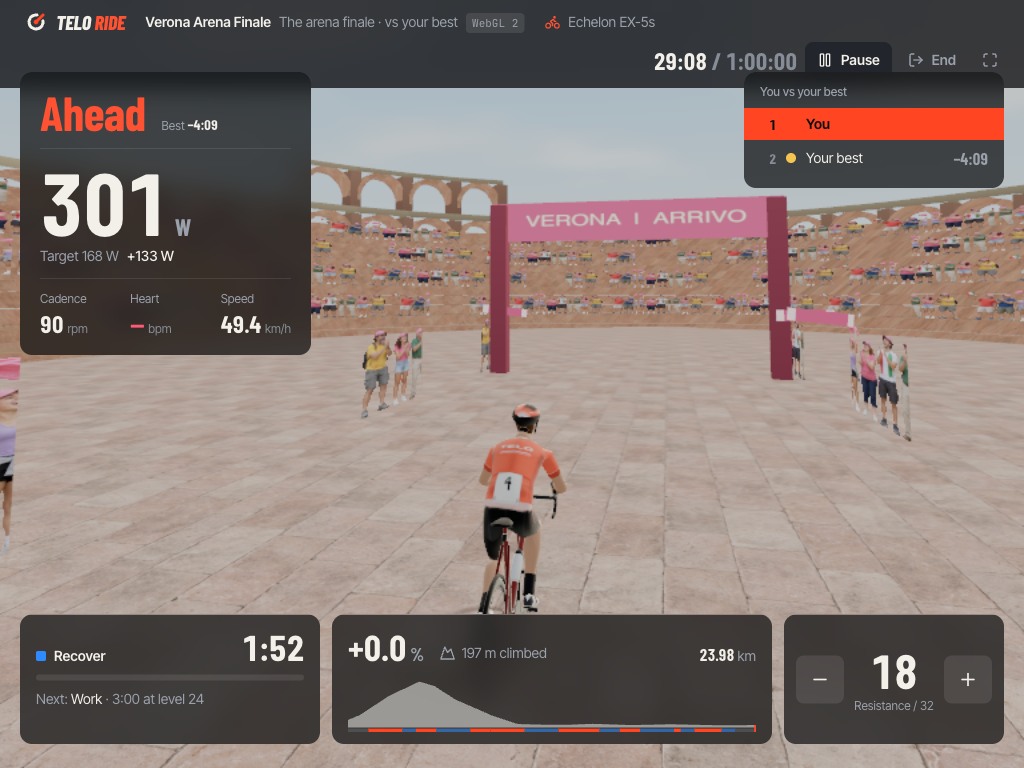 TELO RIDE Verona Arena Finale The arena finale · vs your best WebGL 2 Echelon EX-5s
29:08 / 1:00:00 Pause End
Ahead Best −4:09
301 W
Target 168 W +133 W
Cadence Heart Speed
90 rpm — bpm 49.4 km/h
You vs your best
1 You
2 Your best −4:09
VERONA | ARRIVO
TELO
4
Recover 1:52
Next: Work · 3:00 at level 24
+0.0 % 197 m climbed 23.98 km
− 18 +
Resistance / 32